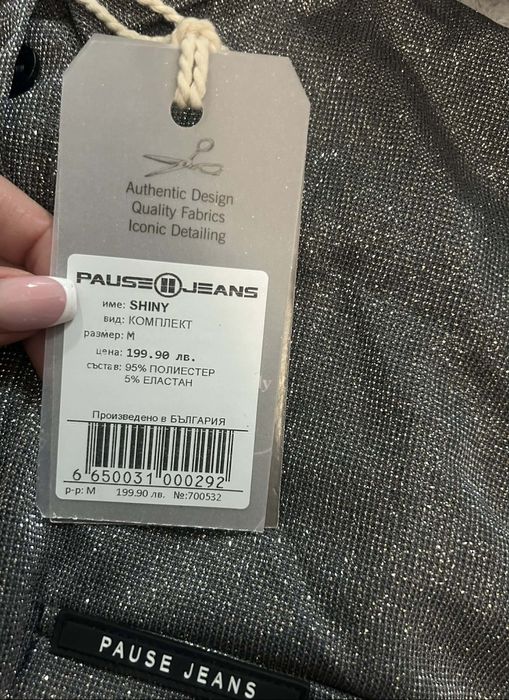 Authentic Design
Quality Fabrics
Iconic Detailing
PAUSE JEANS
име: SHINY
вид: КОМПЛЕКТ
размер: М
цена: 199.90 лв.
състав: 95% ПОЛИЕСТЕР
5% ЕЛАСТАН
Произведено в БЪЛГАРИЯ
6 650031 000292
р-р: М 199.90 лв. №:700532
PAUSE JEANS